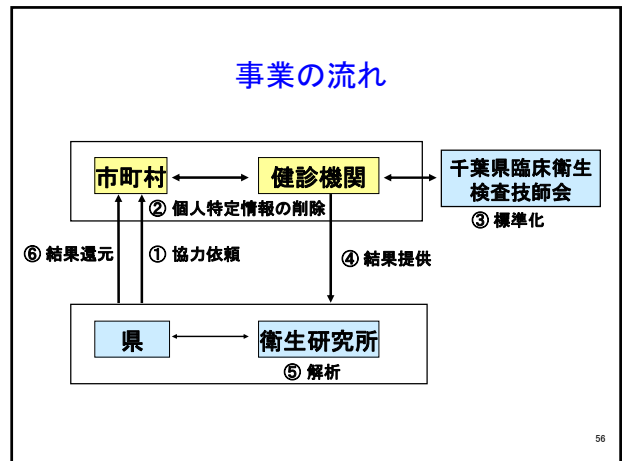 事業の流れ
市町村
健診機関
千葉県臨床衛生
検査技師会
② 個人特定情報の削除
③ 標準化
⑥ 結果還元
① 協力依頼
④ 結果提供
県
衛生研究所
⑤ 解析
56